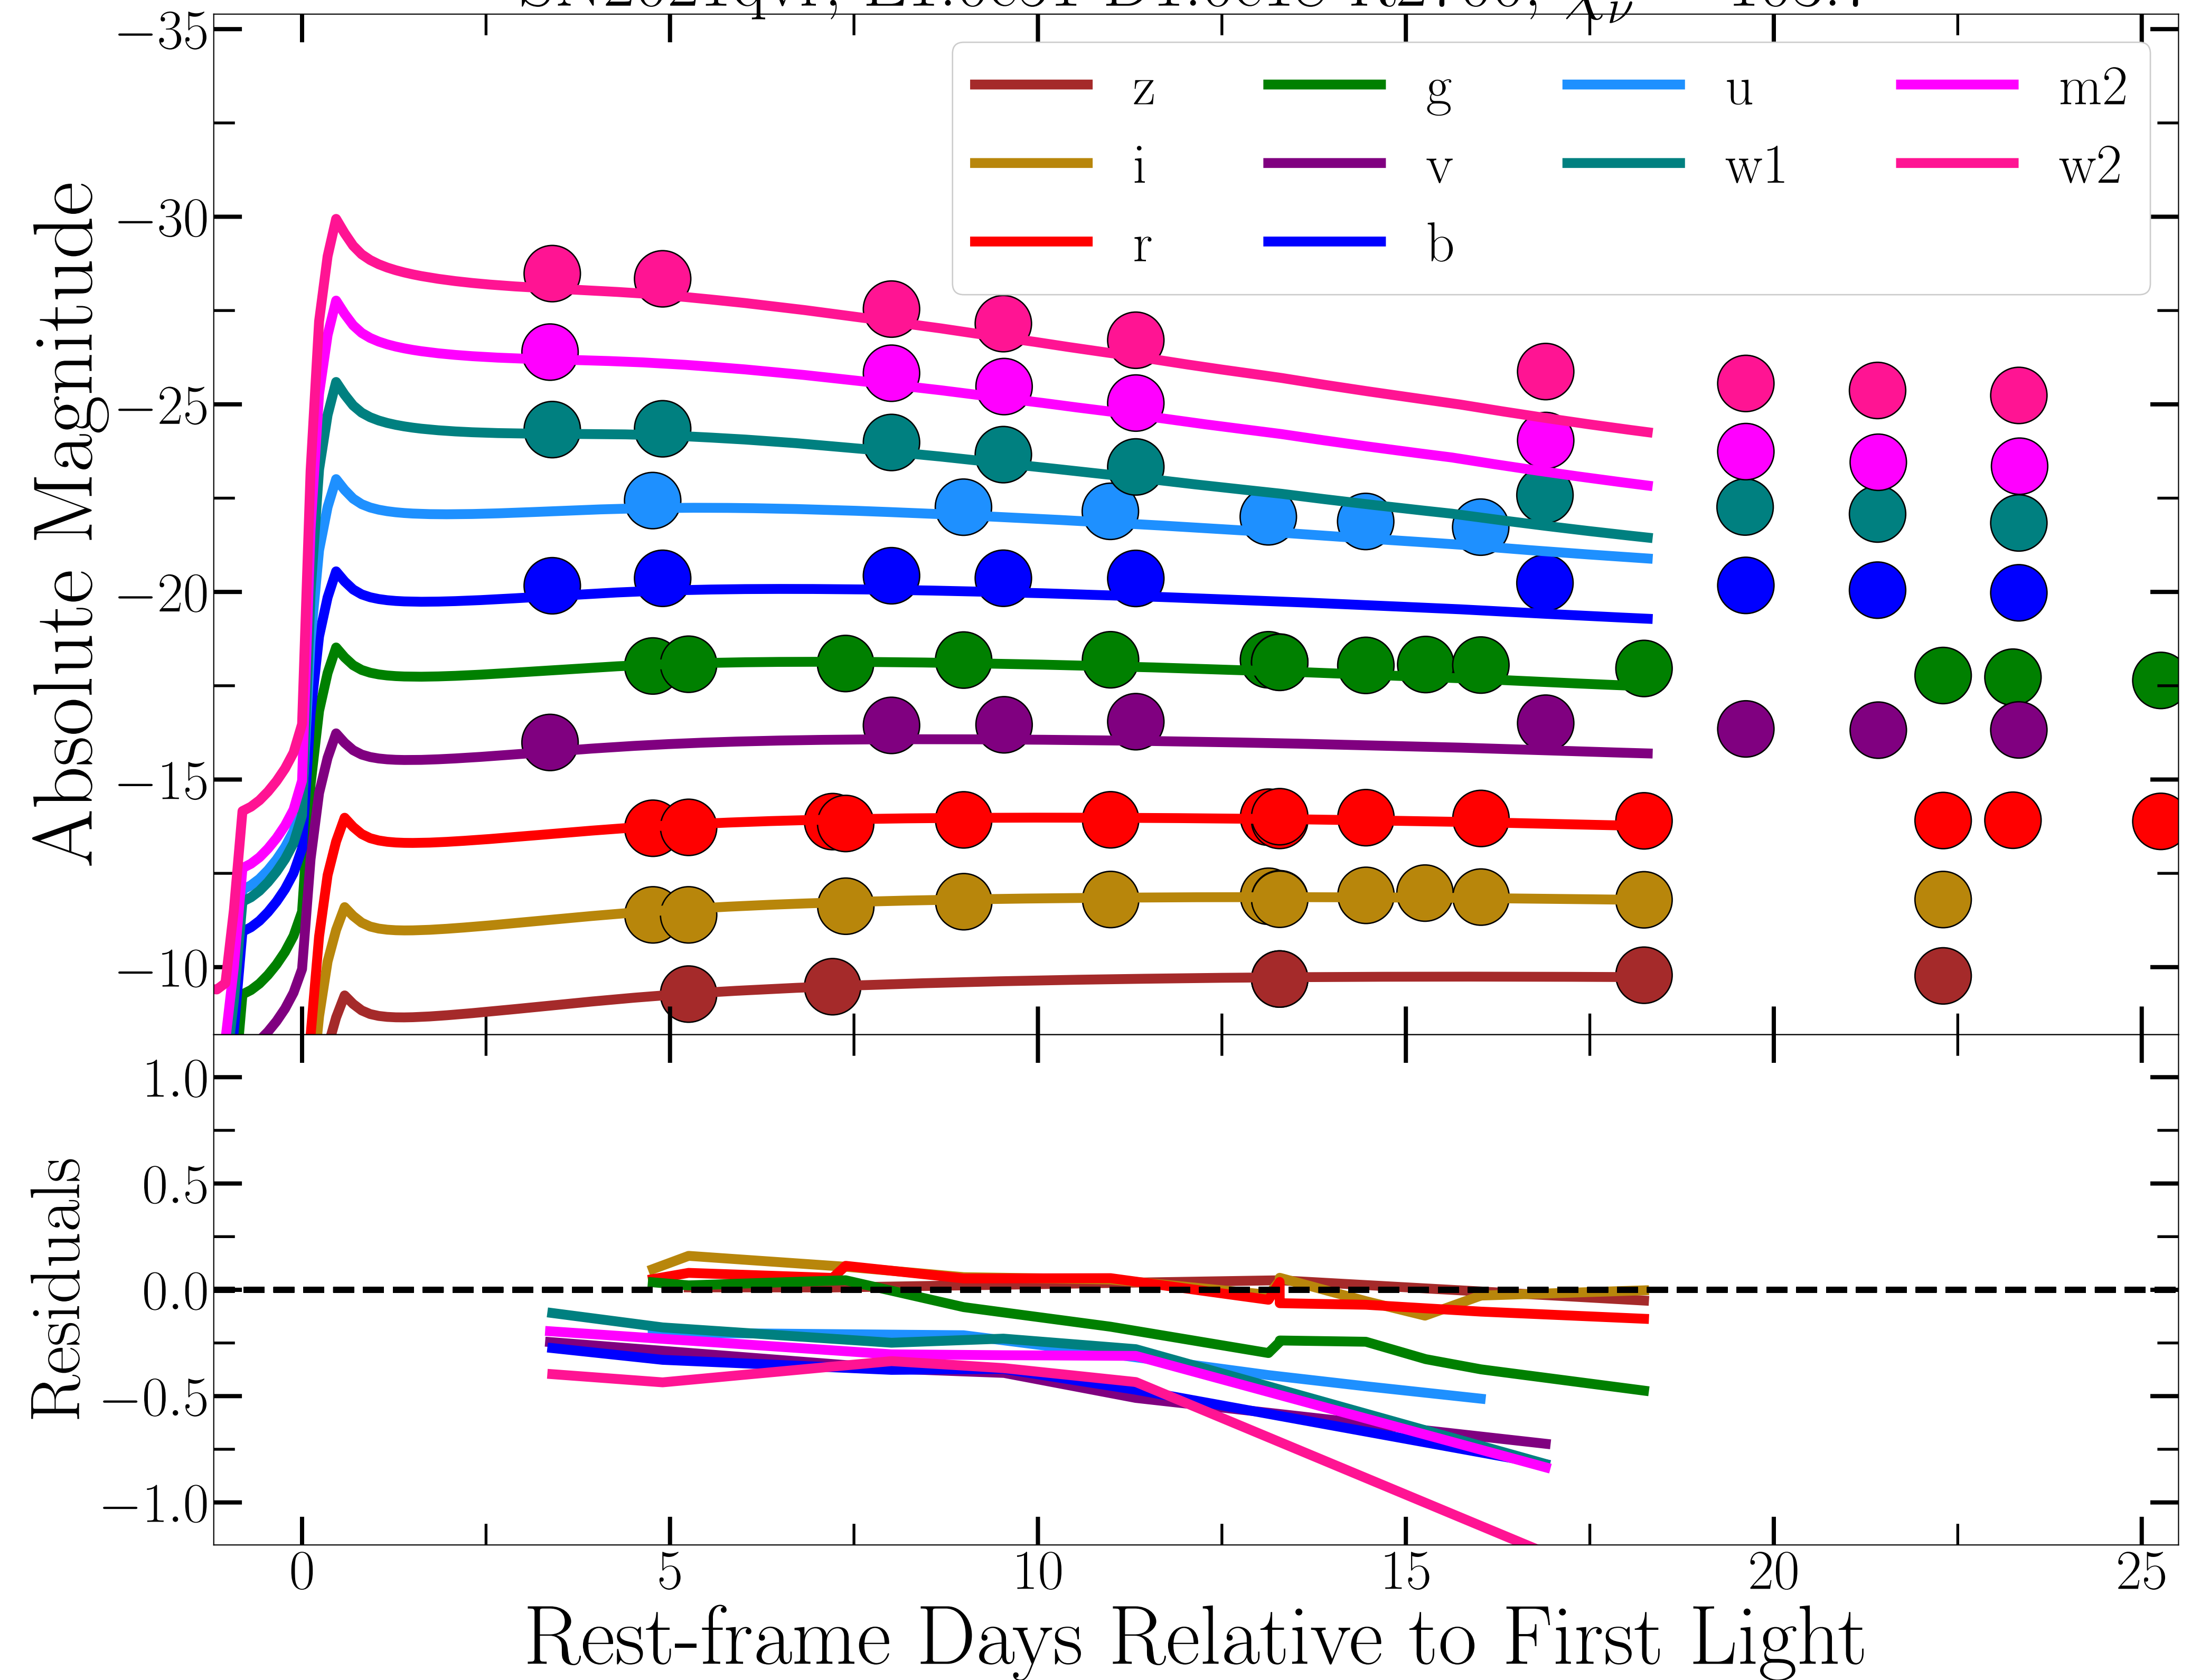 −35
−30
−25
−20
−15
−10
Absolute Magnitude
z g u m2
i v w1 w2
r b
1.0
0.5
0.0
−0.5
−1.0
Residuals
0 5 10 15 20 25
Rest-frame Days Relative to First Light